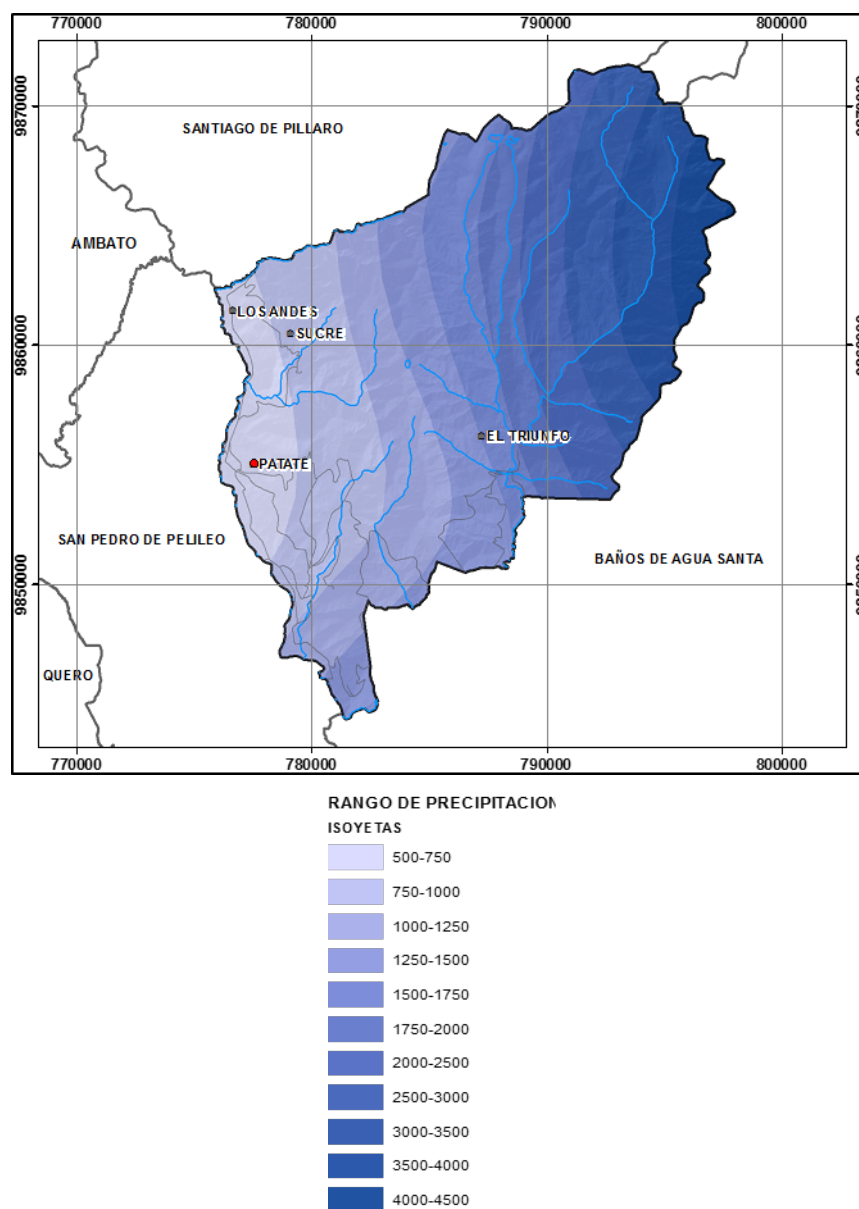 770000 780000 790000 800000
9870000 9870000
SANTIAGO DE PILLARO
AMBATO
LOS ANDES
SUCRE
9860000
EL TRIUNFO
PATATE
SAN PEDRO DE PELILEO
BAÑOS DE AGUA SANTA
9850000
QUERO
770000 780000 790000 800000
RANGO DE PRECIPITACION
ISOYETAS
500-750
750-1000
1000-1250
1250-1500
1500-1750
1750-2000
2000-2500
2500-3000
3000-3500
3500-4000
4000-4500